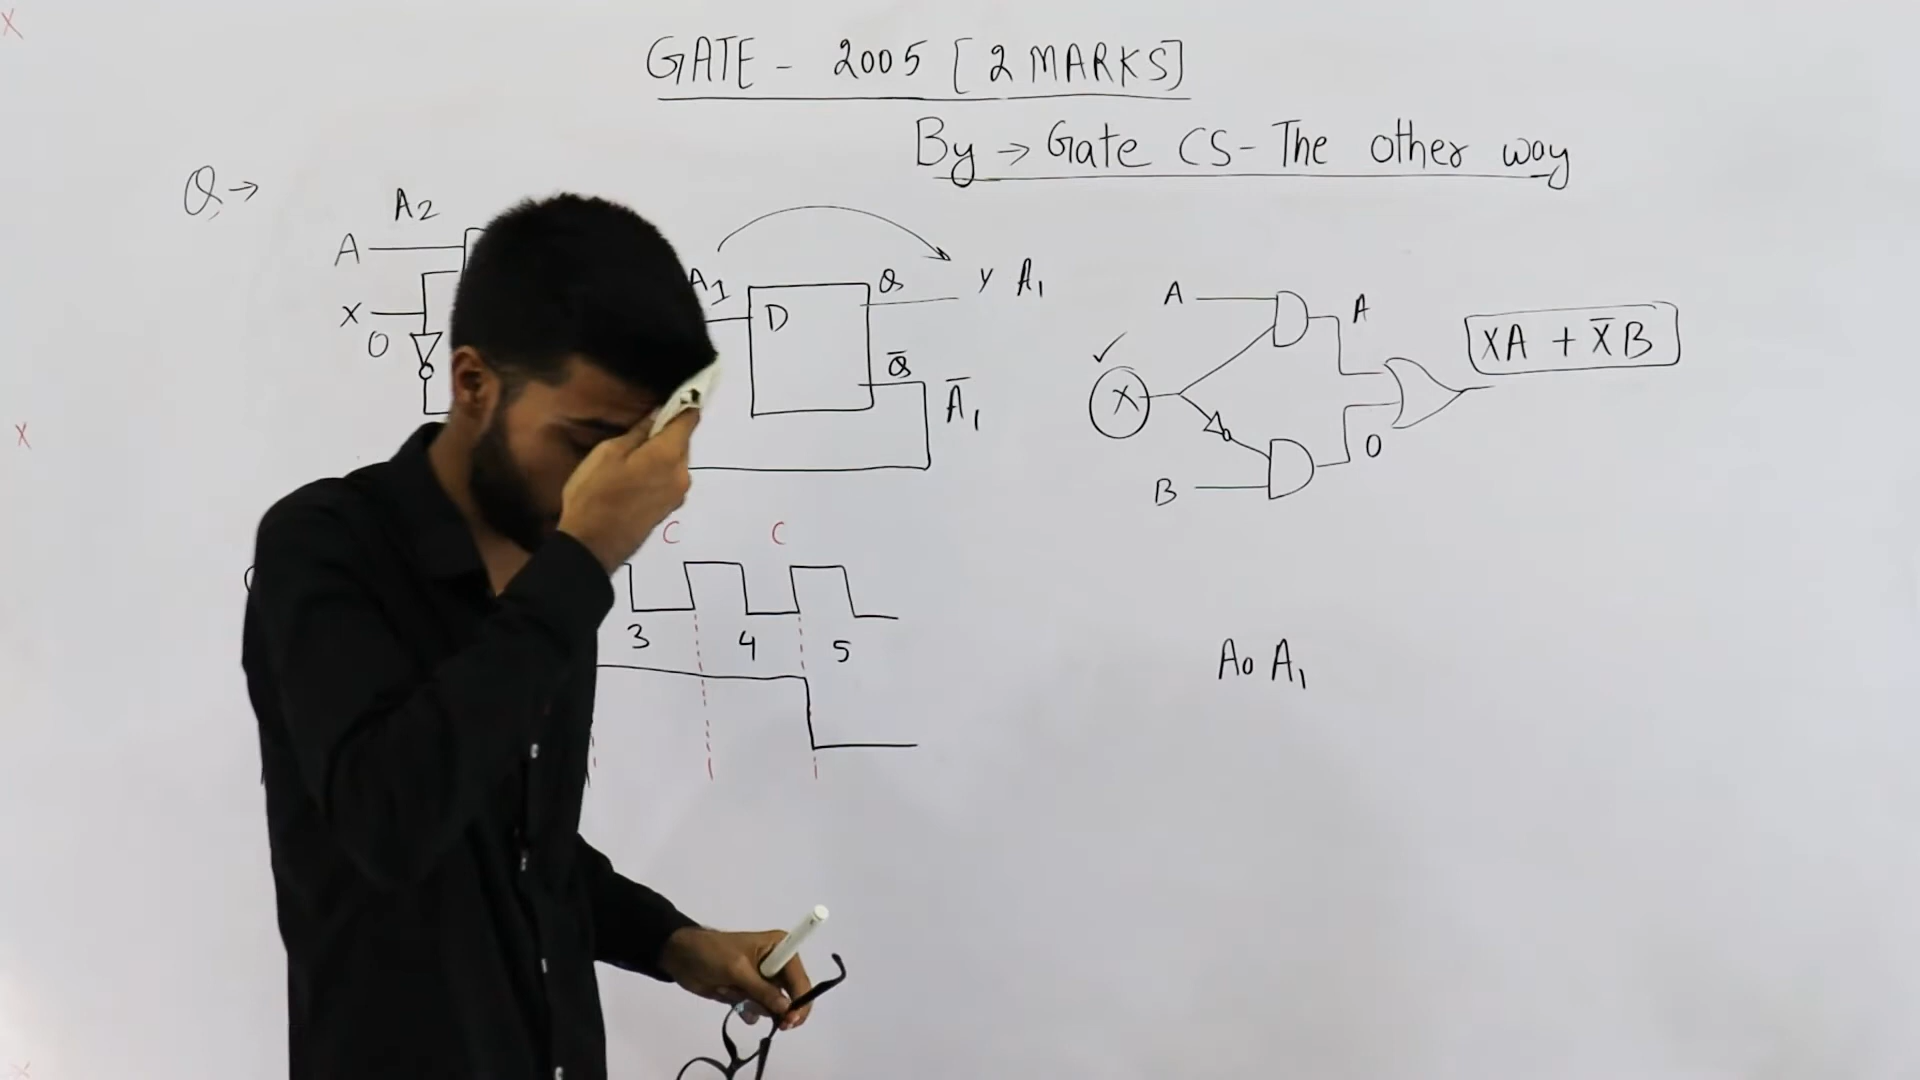 GATE - 2005 [2 MARKS]
By → Gate CS - The other way
Q →
A2
A
X
0
A1
D
Q
Q̅
y A1
A̅1
A
X
B
A
0
XA + X̅B
C C
3 4 5
A0 A1